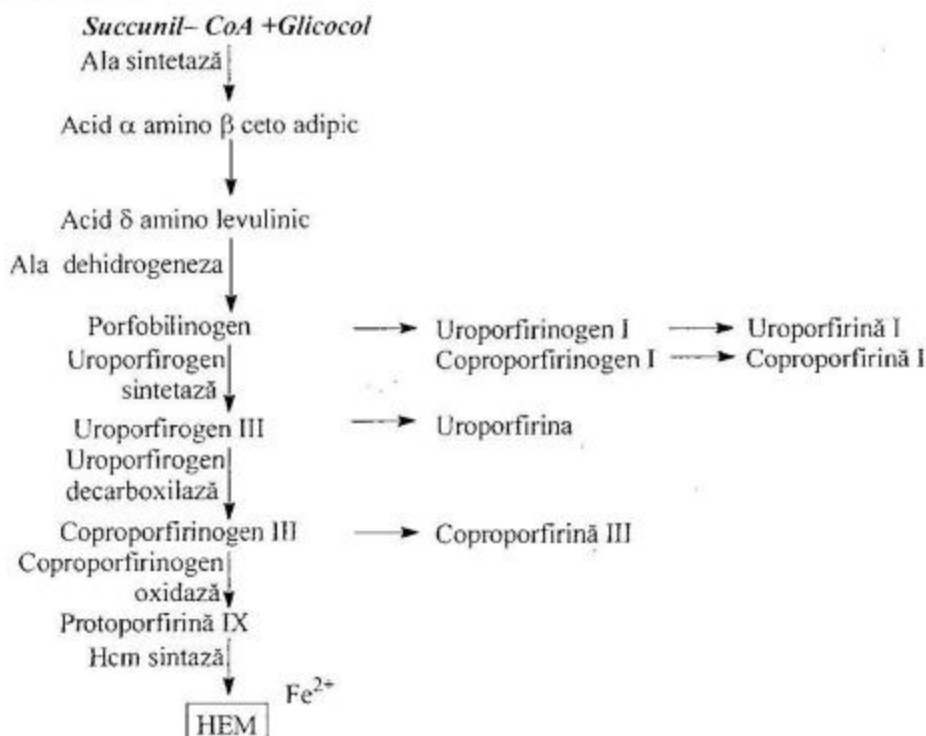 Succunil– CoA +Glicocol
Ala sintetază
Acid α amino β ceto adipic
Acid δ amino levulinic
Ala dehidrogeneza
Porfobilinogen
Uroporfirinogen I
Uroporfirină I
Uroporfirogen
Coproporfirinogen I
Coproporfirină I
sintetază
Uroporfirogen III
Uroporfirina
Uroporfirogen
decarboxilază
Coproporfirinogen III
Coproporfirină III
Coproporfirinogen
oxidază
Protoporfirină IX
Hem sintază
Fe2+
HEM